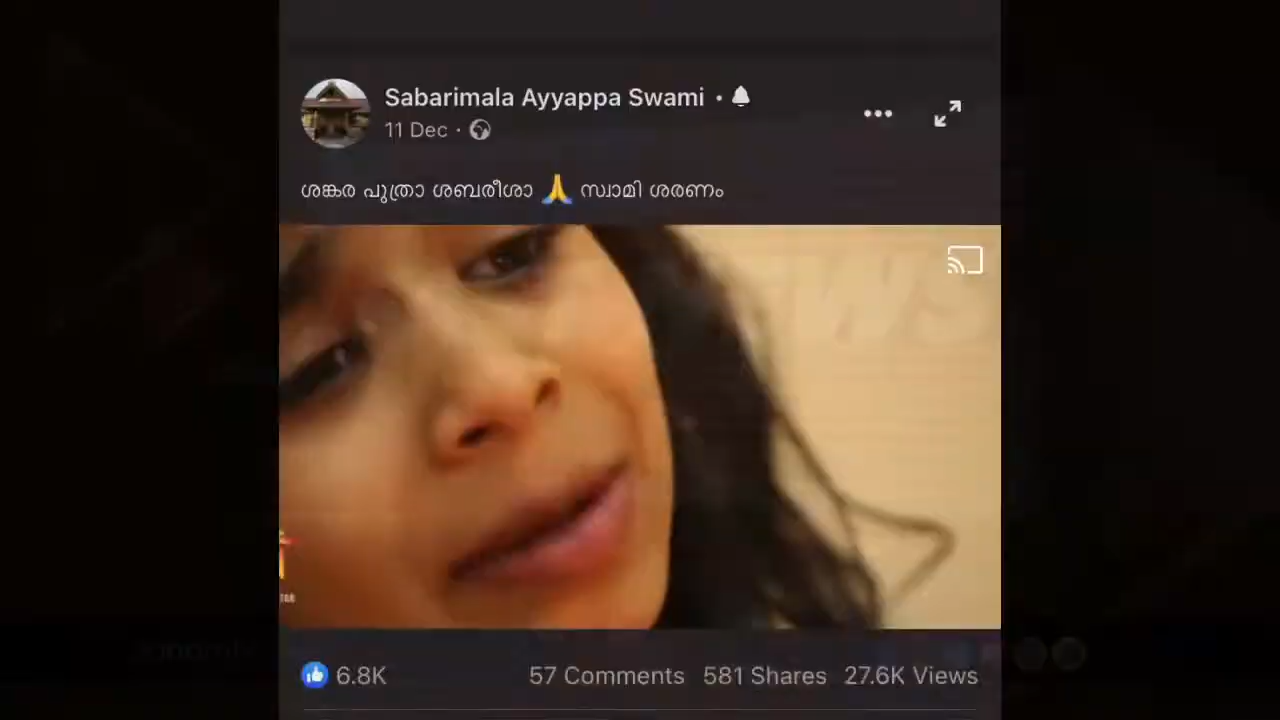 Sabarimala Ayyappa Swami
11 Dec
ശങ്കര പുത്രാ ശബരീശാ 🙏 സ്വാമി ശരണം
6.8K 57 Comments 581 Shares 27.6K Views